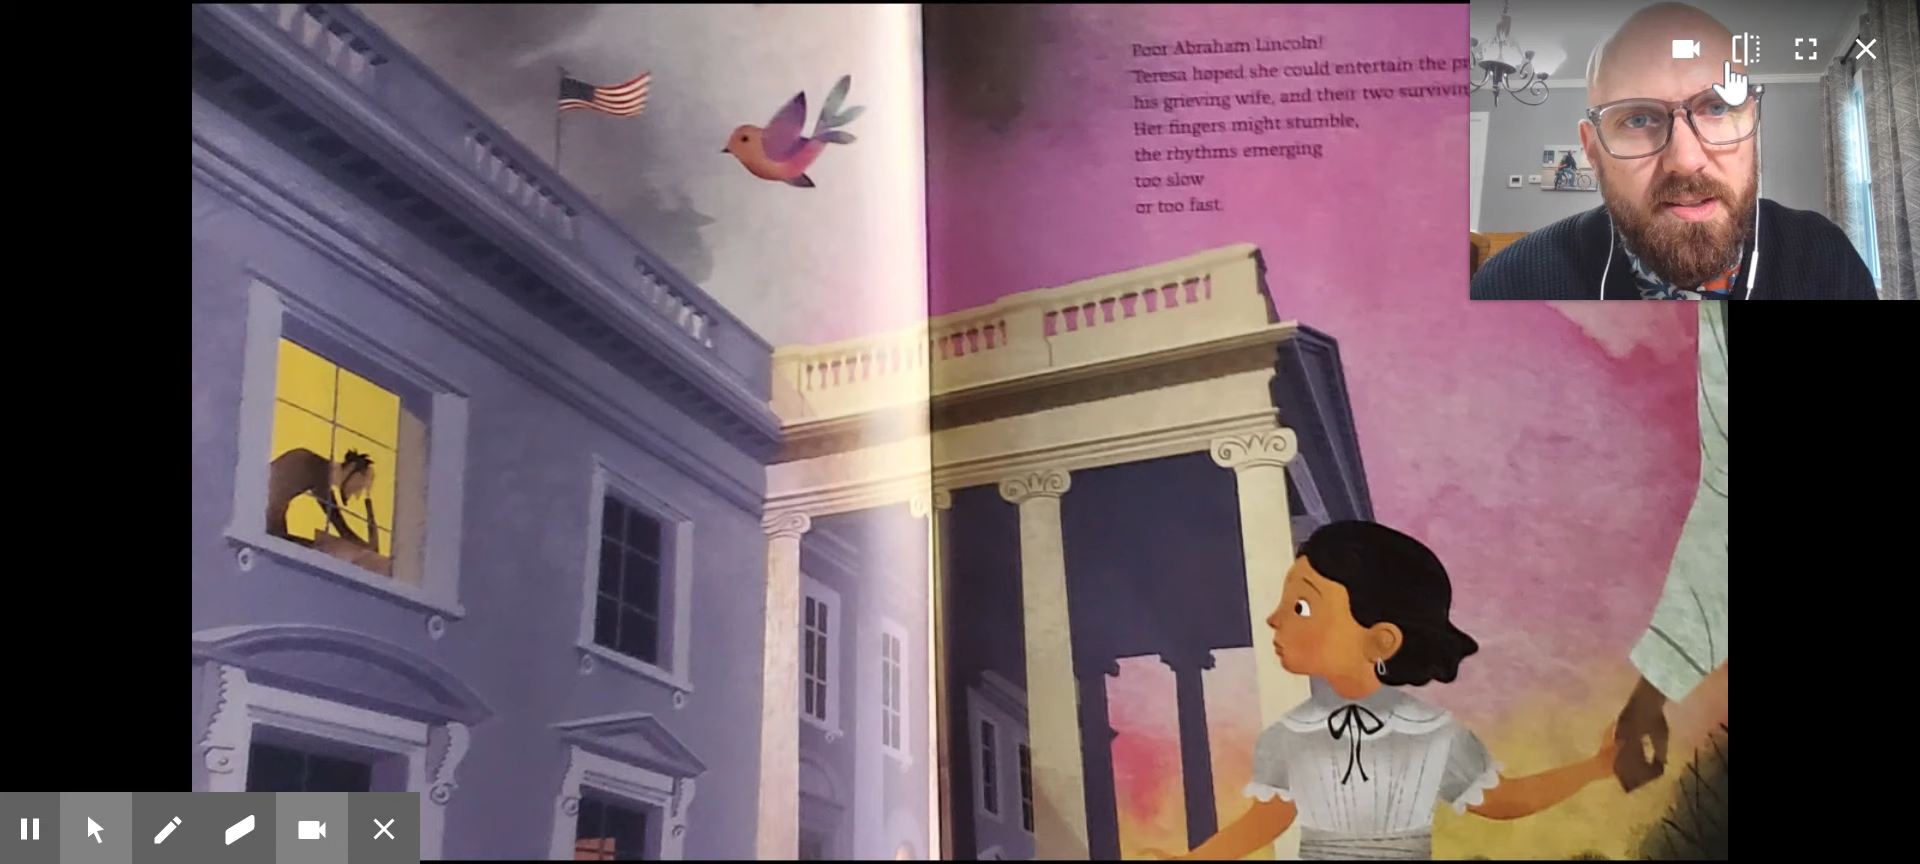 Poor Abraham Lincoln!
Teresa hoped she could entertain the
his grieving wife, and their two
Her fingers might stumble,
the rhythms emerging
too slow
or too fast.